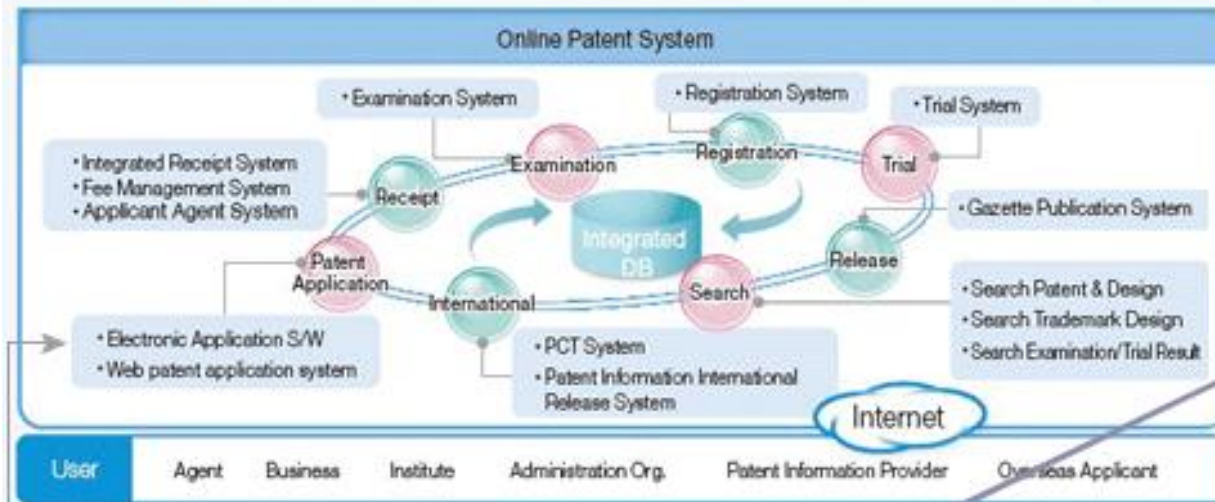 Online Patent System
• Examination System
• Registration System
• Trial System
• Integrated Receipt System
• Fee Management System
• Applicant Agent System
Receipt
Examination
Registration
Trial
• Gazette Publication System
Integrated
DB
Release
Patent
Application
International
Search
• Search Patent & Design
• Search Trademark Design
• Search Examination/Trial Result
• Electronic Application S/W
• Web patent application system
• PCT System
• Patent Information International
Release System
Internet
User
Agent Business Institute Administration Org. Patent Information Provider Overseas Applicant